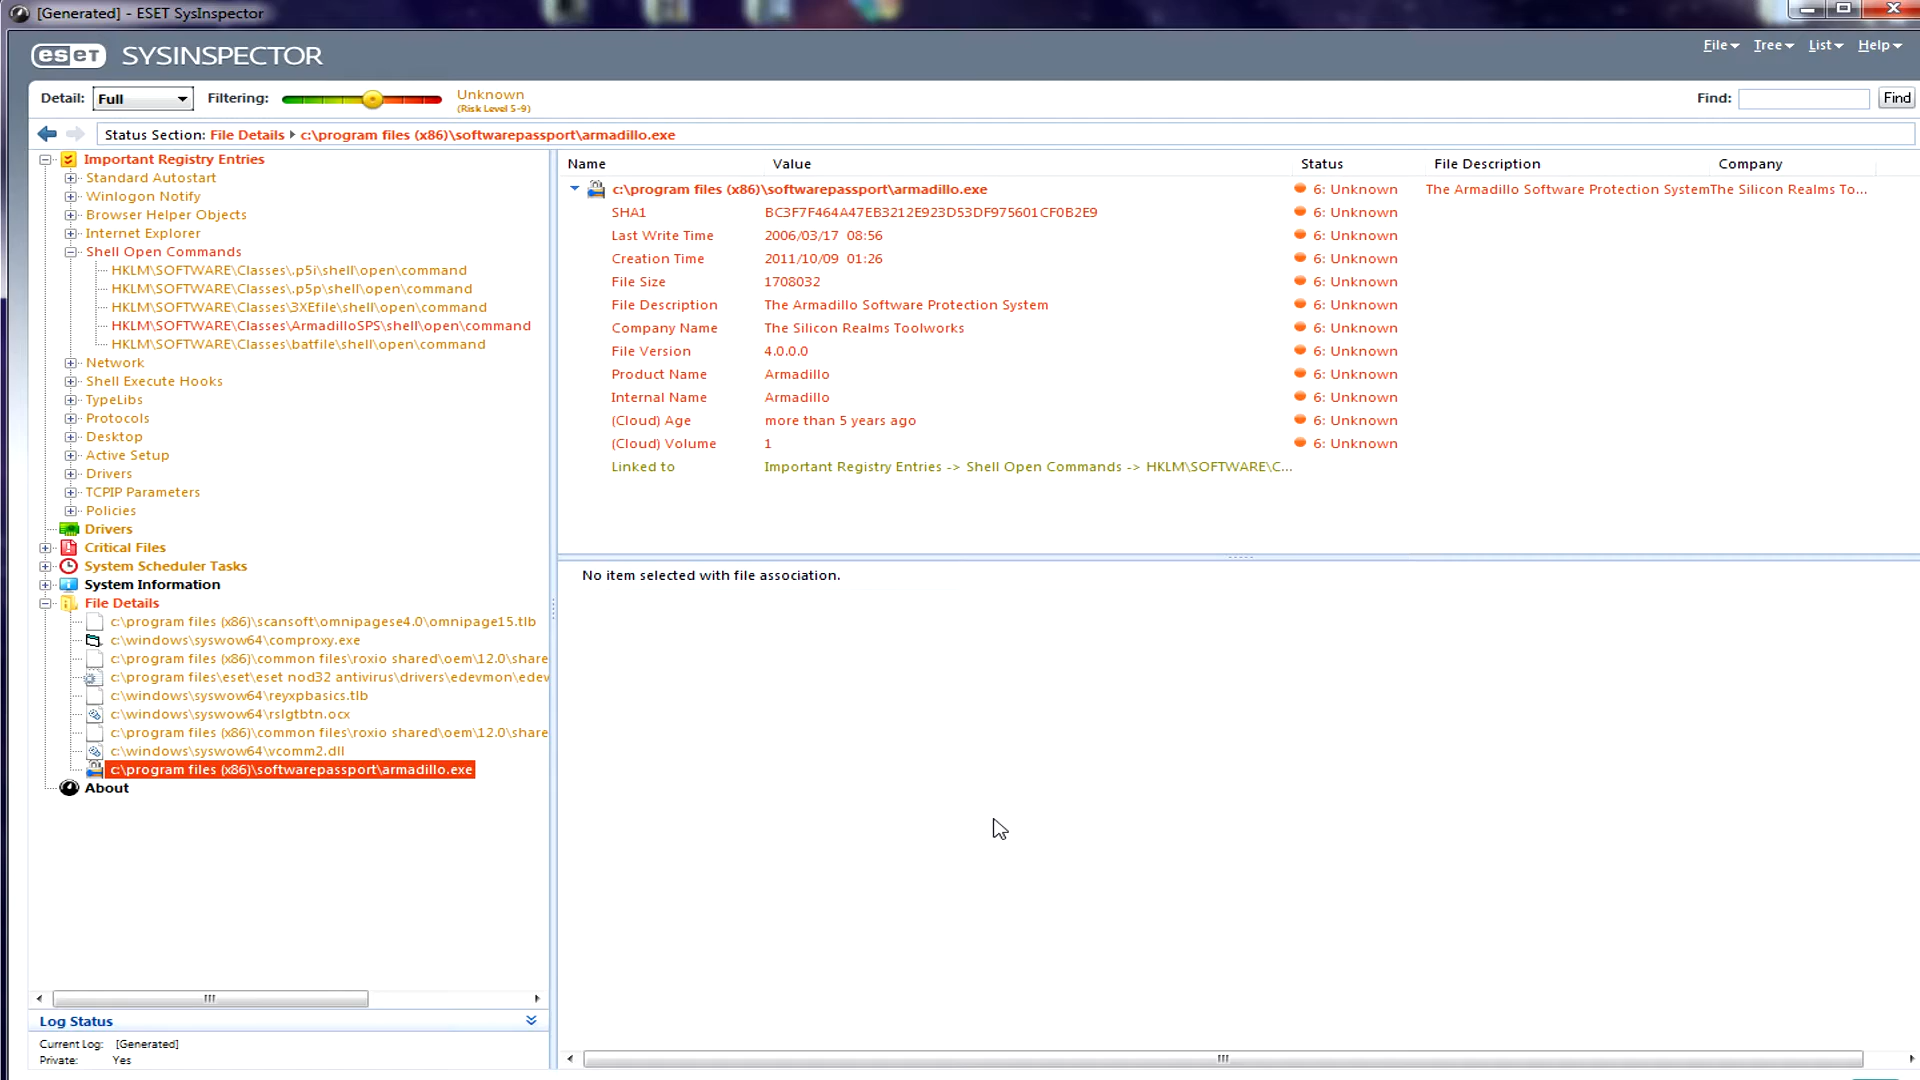 [Generated] - ESET SysInspector
eset SYSINSPECTOR
File Tree List Help
Detail: Full Filtering: Unknown
(Risk Level 5-9)
Find: Find
Status Section: File Details c:\program files (x86)\softwarepassport\armadillo.exe
Important Registry Entries
Standard Autostart
Winlogon Notify
Browser Helper Objects
Internet Explorer
Shell Open Commands
HKLM\SOFTWARE\Classes\.p5i\shell\open\command
HKLM\SOFTWARE\Classes\.p5p\shell\open\command
HKLM\SOFTWARE\Classes\3XEfile\shell\open\command
HKLM\SOFTWARE\Classes\ArmadilloSPS\shell\open\command
HKLM\SOFTWARE\Classes\batfile\shell\open\command
Network
Shell Execute Hooks
TypeLibs
Protocols
Desktop
Active Setup
Drivers
TCPIP Parameters
Policies
Drivers
Critical Files
System Scheduler Tasks
System Information
File Details
c:\program files (x86)\scansoft\omnipagese4.0\omnipage15.tlb
c:\windows\syswow64\comproxy.exe
c:\program files (x86)\common files\roxio shared\oem\12.0\share
c:\program files\eset\eset nod32 antivirus\drivers\edevmon\edev
c:\windows\syswow64\reyxpbasics.tlb
c:\windows\syswow64\rslgtbtn.ocx
c:\program files (x86)\common files\roxio shared\oem\12.0\share
c:\windows\syswow64\vcomm2.dll
c:\program files (x86)\softwarepassport\armadillo.exe
About
Log Status
Current Log: [Generated]
Private: Yes
Name Value Status File Description Company
c:\program files (x86)\softwarepassport\armadillo.exe 6: Unknown The Armadillo Software Protection System The Silicon Realms To...
SHA1 BC3F7F464A47EB3212E923D53DF975601CF0B2E9 6: Unknown
Last Write Time 2006/03/17 08:56 6: Unknown
Creation Time 2011/10/09 01:26 6: Unknown
File Size 1708032 6: Unknown
File Description The Armadillo Software Protection System 6: Unknown
Company Name The Silicon Realms Toolworks 6: Unknown
File Version 4.0.0.0 6: Unknown
Product Name Armadillo 6: Unknown
Internal Name Armadillo 6: Unknown
(Cloud) Age more than 5 years ago 6: Unknown
(Cloud) Volume 1 6: Unknown
Linked to Important Registry Entries -> Shell Open Commands -> HKLM\SOFTWARE\C...
No item selected with file association.